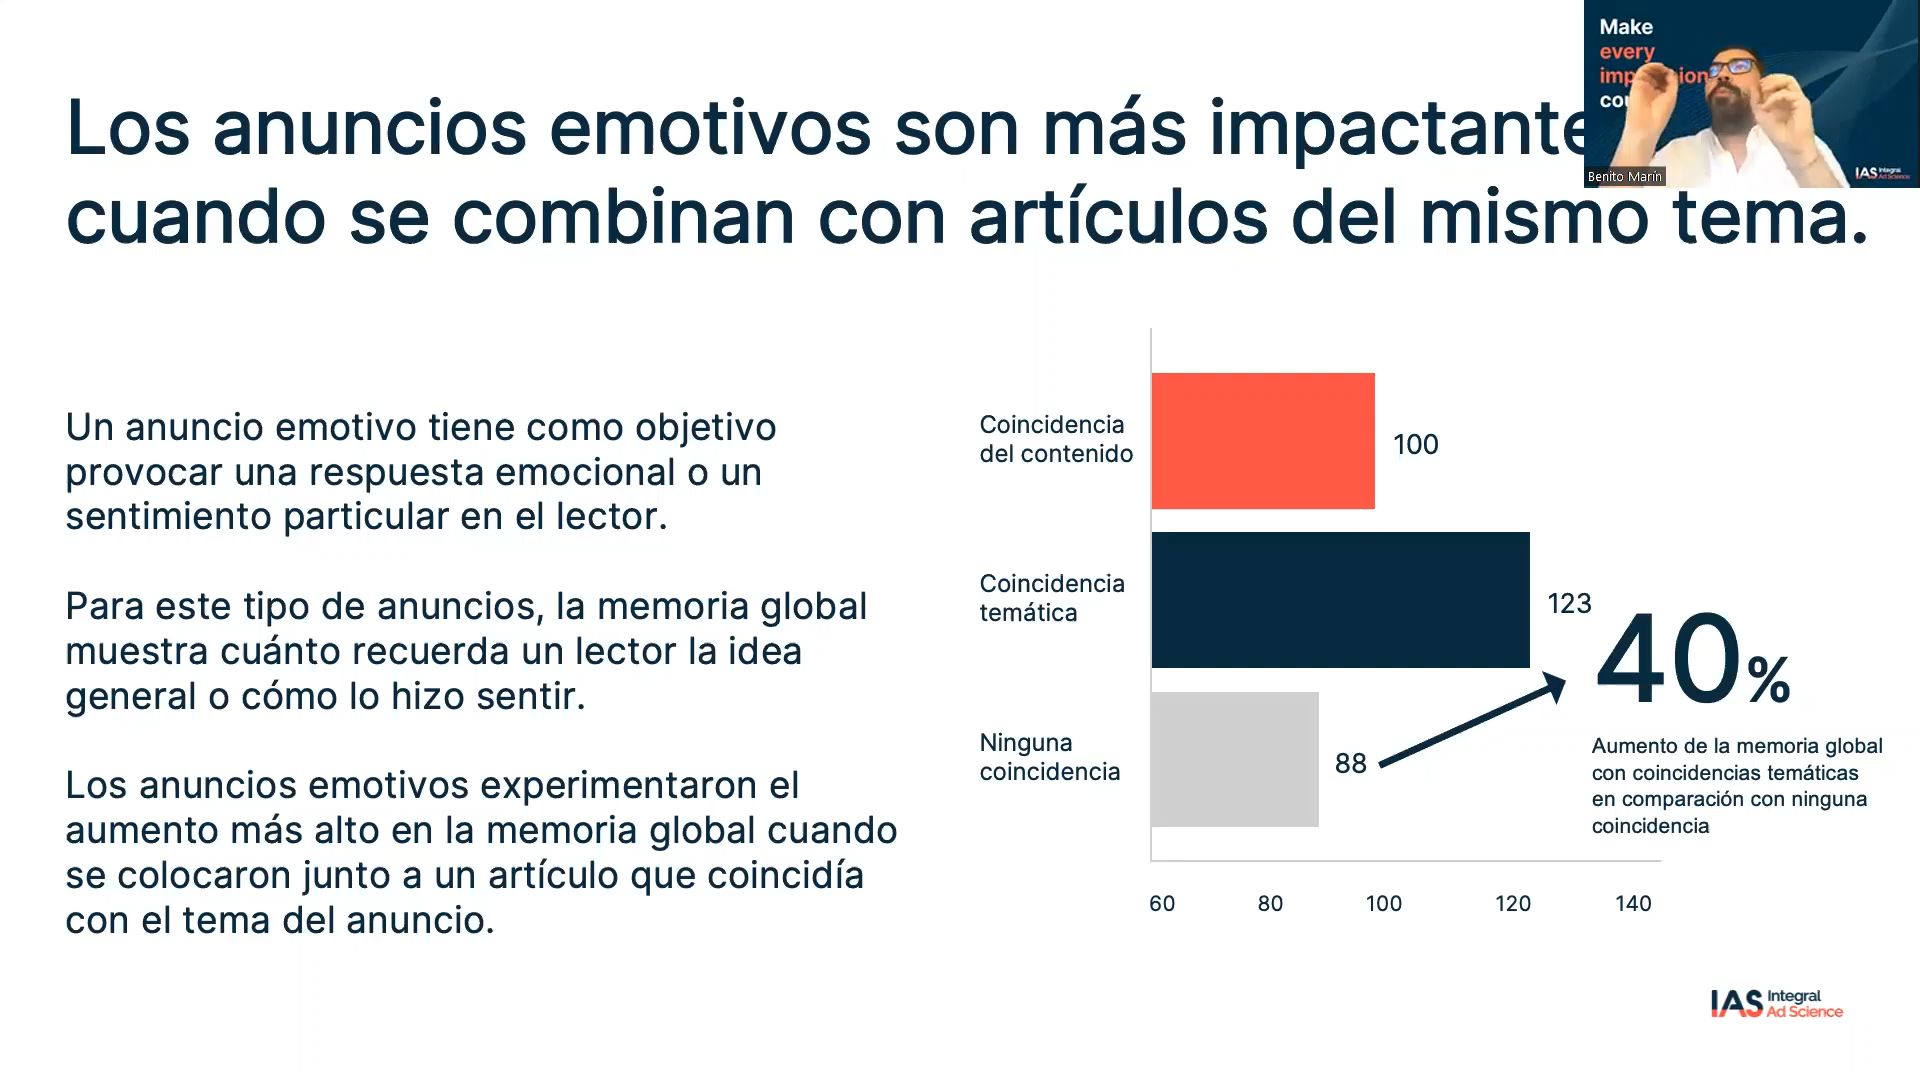 Make
every
cou
Benito Marín
IAS Integral
Ad Science
Los anuncios emotivos son más impactante
cuando se combinan con artículos del mismo tema.
Un anuncio emotivo tiene como objetivo
provocar una respuesta emocional o un
sentimiento particular en el lector.
Para este tipo de anuncios, la memoria global
muestra cuánto recuerda un lector la idea
general o cómo lo hizo sentir.
Los anuncios emotivos experimentaron el
aumento más alto en la memoria global cuando
se colocaron junto a un artículo que coincidía
con el tema del anuncio.
Coincidencia
del contenido
100
Coincidencia
temática
123
Ninguna
coincidencia
88
40%
Aumento de la memoria global
con coincidencias temáticas
en comparación con ninguna
coincidencia
60 80 100 120 140
IAS Integral
Ad Science